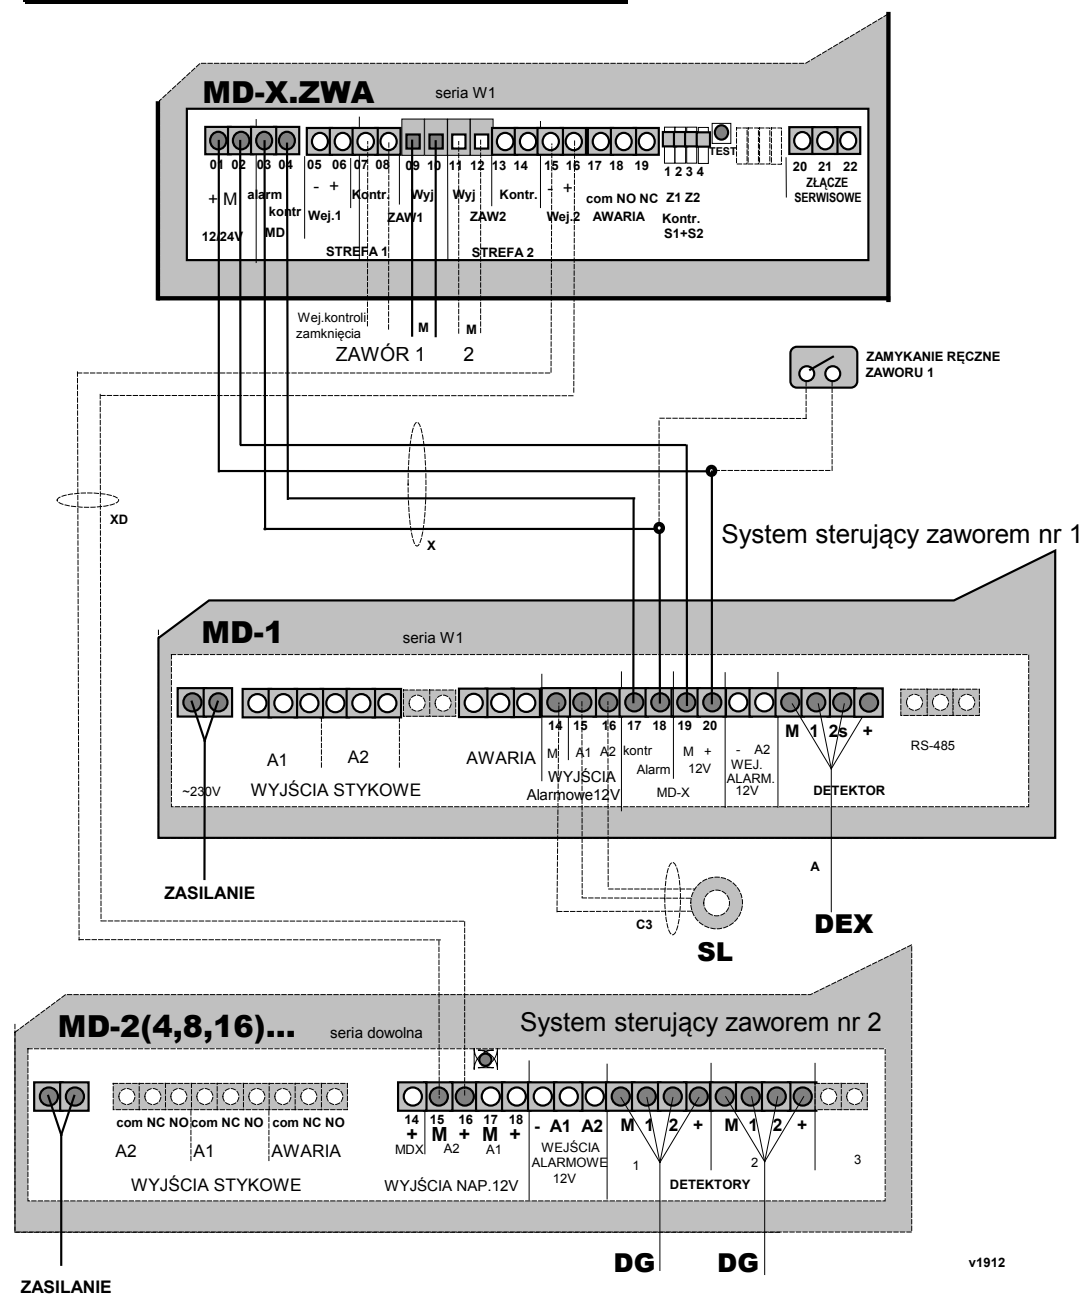 MD-X.ZWA seria W1
01 02 03 04 05 06 07 08 09 10 11 12 13 14 15 16 17 18 19 TEST 20 21 22
1 2 3 4
+ M alarm - + Kontr. Wyj Wyj Kontr. - + com NO NC Z1 Z2 ZŁĄCZE
SERWISOWE
kontr Wej.1 ZAW1 ZAW2 Wej.2 AWARIA Kontr.
S1+S2
12/24V MD
STREFA 1 STREFA 2
Wej.kontroli
zamknięcia M M
ZAWÓR 1 2
ZAMYKANIE RĘCZNE
ZAWORU 1
XD
X
System sterujący zaworem nr 1
MD-1 seria W1
14 15 16 17 18 19 20
M 1 2s +
A1 A2 AWARIA M A1 A2 kontr M + - A2 RS-485
Alarm 12V WEJ.
ALARM.
12V
~230V WYJŚCIA STYKOWE WYJŚCIA
Alarmowe12V MD-X DETEKTOR
A
ZASILANIE
C3
SL
DEX
MD-2(4,8,16)... seria dowolna System sterujący zaworem nr 2
com NC NO com NC NO com NC NO 14 15 16 17 18
+ M + M + - A1 A2 M 1 2 + M 1 2 +
A2 A1 AWARIA MDX A2 A1 WEJŚCIA
ALARMOWE
12V
1 2 3
WYJŚCIA STYKOWE WYJŚCIA NAP.12V DETEKTORY
DG DG
v1912
ZASILANIE